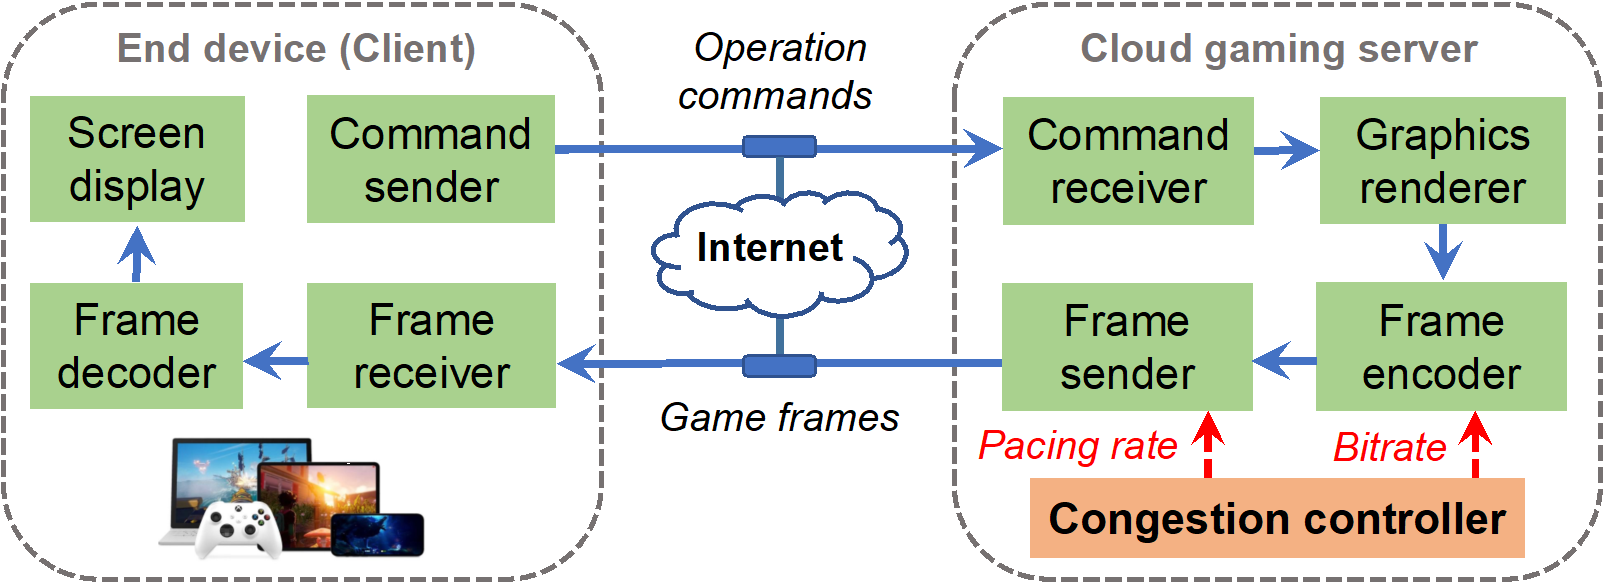 End device (Client)
Screen
display
Command
sender
Frame
decoder
Frame
receiver
Operation
commands
Internet
Game frames
Cloud gaming server
Command
receiver
Graphics
renderer
Frame
sender
Frame
encoder
Pacing rate
Bitrate
Congestion controller